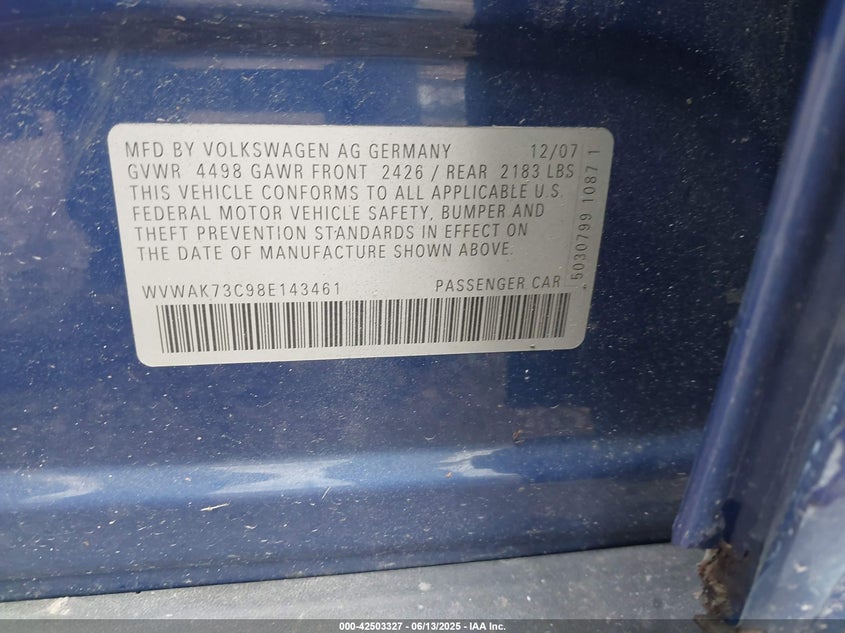 MFD BY VOLKSWAGEN AG GERMANY 12/07
GVWR 4498 GAWR FRONT 2426 / REAR 2183 LBS
THIS VEHICLE CONFORMS TO ALL APPLICABLE U.S.
FEDERAL MOTOR VEHICLE SAFETY, BUMPER AND
THEFT PREVENTION STANDARDS IN EFFECT ON
THE DATE OF MANUFACTURE SHOWN ABOVE.
WVWAK73C98E143461 PASSENGER CAR
5030799 1087 1
000-42503327 - 06/13/2025 - IAA Inc.